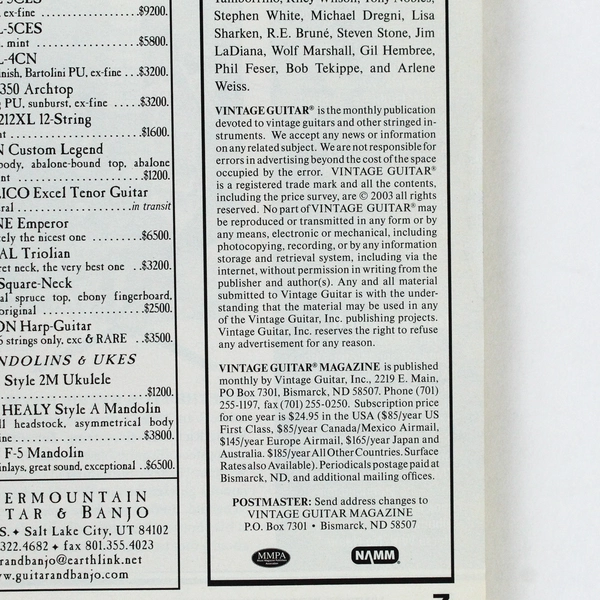 ex-fine ...$9200.
-5CES
mint ...$5800.
-4CN
nish, Bartolini PU, ex-fine ...$3200.
350 Archtop
PU, sunburst, ex-fine ....$3200.
212XL 12-String
$1600.
Custom Legend
body, abalone-bound top, abalone
$1200.
ICO Excel Tenor Guitar
ral ... in transit
NE Emperor
ely the nicest one ...$6500.
AL Triolian
ret neck, the very best one ..$3200.
Square-Neck
al spruce top, ebony fingerboard,
original ...$2500.
ON Harp-Guitar
6 strings only, exc & RARE ..$3500.
NDOLINS & UKES
Style 2M Ukulele
$1200.
HEALY Style A Mandolin
ll headstock, asymmetrical body
ine ...$3800.
F-5 Mandolin
inlays, great sound, exceptional ..$6500.
ERMOUNTAIN
TAR & BANJO
S. ✦ Salt Lake City, UT 84102
322.4682 ✦ fax 801.355.4023
randbanjo@earthlink.net
ww.guitarandbanjo.com
Stephen White, Michael Dregni, Lisa
Sharken, R.E. Bruné, Steven Stone, Jim
LaDiana, Wolf Marshall, Gil Hembree,
Phil Feser, Bob Tekippe, and Arlene
Weiss.
VINTAGE GUITAR® is the monthly publication
devoted to vintage guitars and other stringed in-
struments. We accept any news or information
on any related subject. We are not responsible for
errors in advertising beyond the cost of the space
occupied by the error. VINTAGE GUITAR®
is a registered trade mark and all the contents,
including the price survey, are © 2003 all rights
reserved. No part of VINTAGE GUITAR® may
be reproduced or transmitted in any form or by
any means, electronic or mechanical, including
photocopying, recording, or by any information
storage and retrieval system, including via the
internet, without permission in writing from the
publisher and author(s). Any and all material
submitted to Vintage Guitar is with the under-
standing that the material may be used in any
of the Vintage Guitar, Inc. publishing projects.
Vintage Guitar, Inc. reserves the right to refuse
any advertisement for any reason.
VINTAGE GUITAR® MAGAZINE is published
monthly by Vintage Guitar, Inc., 2219 E. Main,
PO Box 7301, Bismarck, ND 58507. Phone (701)
255-1197, fax (701) 255-0250. Subscription price
for one year is $24.95 in the USA ($85/year US
First Class, $85/year Canada/Mexico Airmail,
$145/year Europe Airmail, $165/year Japan and
Australia. $185/year All Other Countries. Surface
Rates also Available). Periodicals postage paid at
Bismarck, ND, and additional mailing offices.
POSTMASTER: Send address changes to
VINTAGE GUITAR MAGAZINE
P.O. Box 7301 • Bismarck, ND 58507
MMPA
NAMM